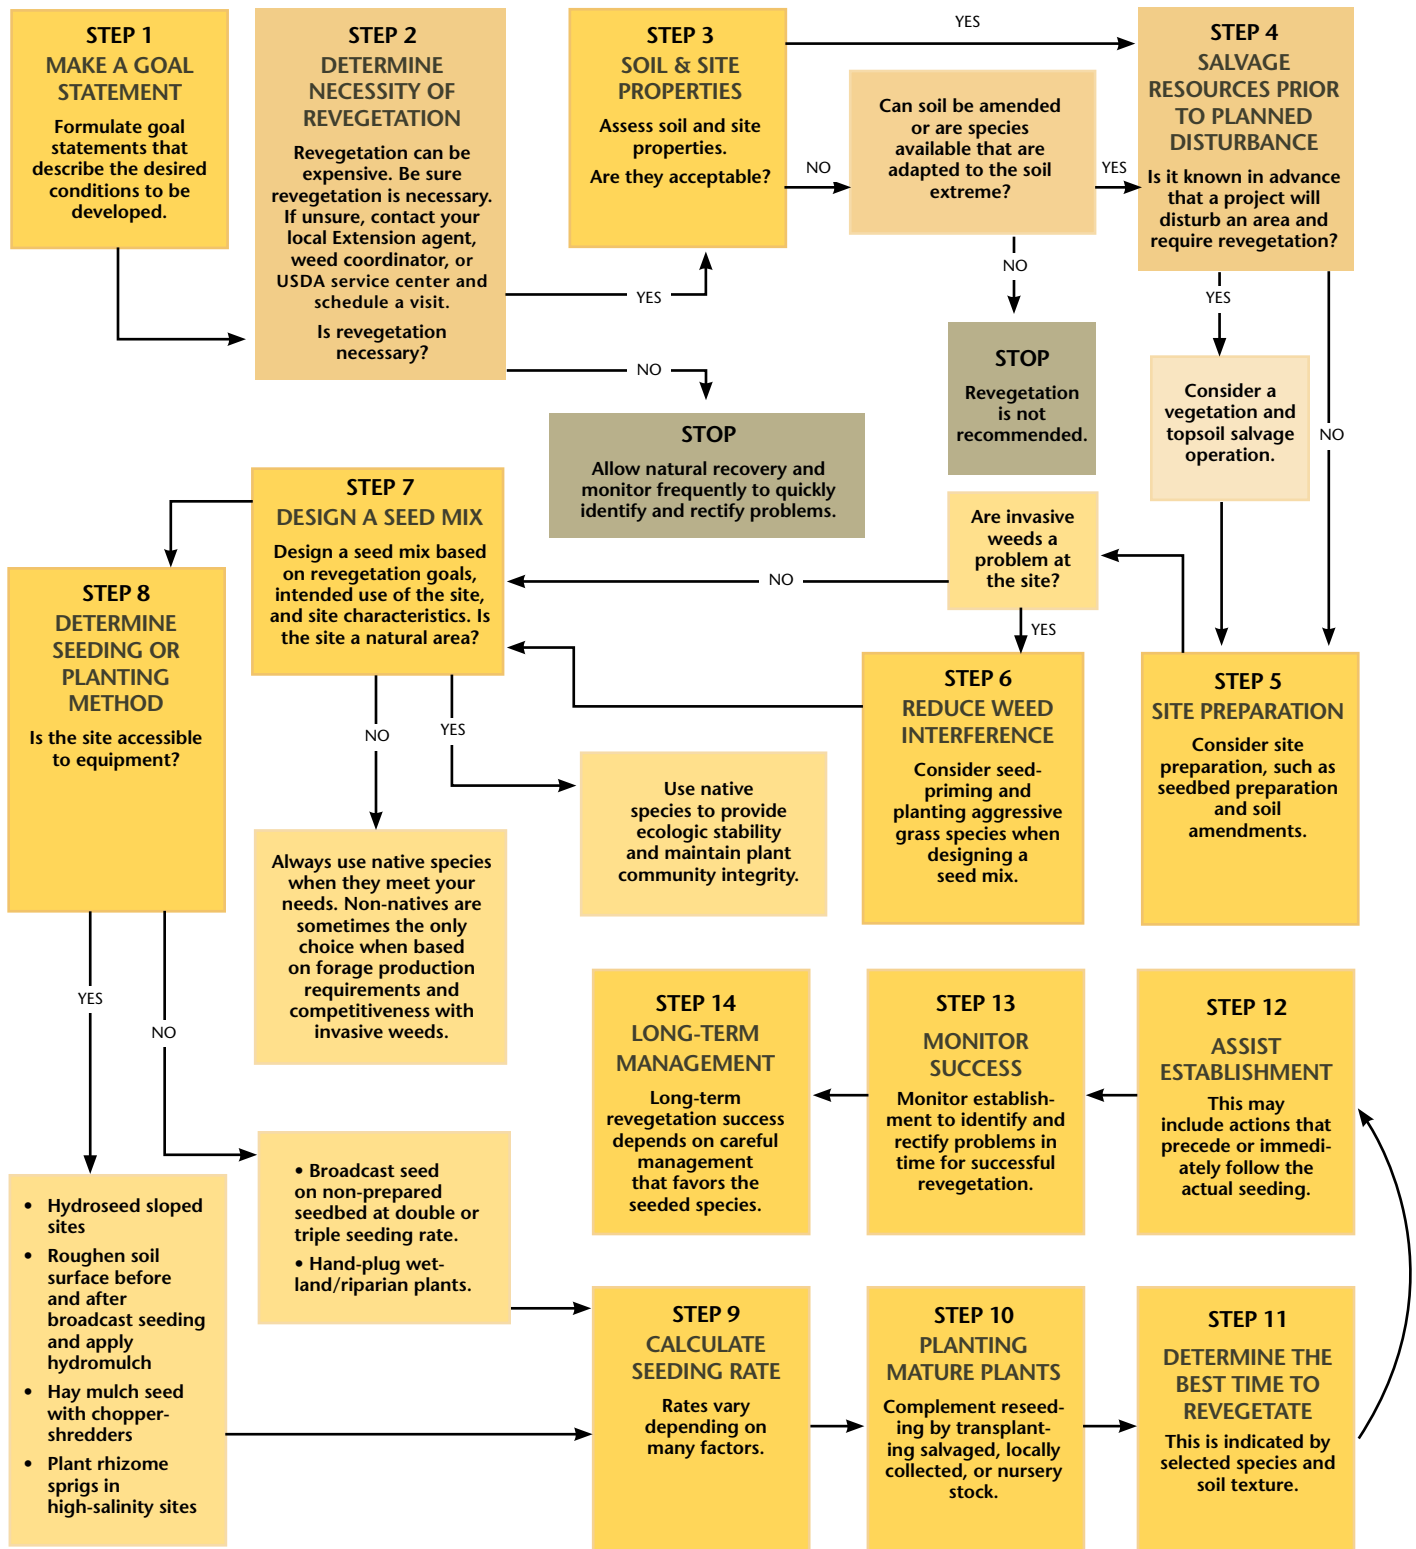 STEP 1
MAKE A GOAL
STATEMENT
Formulate goal
statements that
describe the desired
conditions to be
developed.
STEP 2
DETERMINE
NECESSITY OF
REVEGETATION
Revegetation can be
expensive. Be sure
revegetation is necessary.
If unsure, contact your
local Extension agent,
weed coordinator, or
USDA service center and
schedule a visit.
Is revegetation
necessary?
YES
NO
STOP
Allow natural recovery and
monitor frequently to quickly
identify and rectify problems.
STEP 3
SOIL & SITE
PROPERTIES
Assess soil and site
properties.
Are they acceptable?
YES
NO
Can soil be amended
or are species
available that are
adapted to the soil
extreme?
YES
NO
STOP
Revegetation
is not
recommended.
STEP 4
SALVAGE
RESOURCES PRIOR
TO PLANNED
DISTURBANCE
Is it known in advance
that a project will
disturb an area and
require revegetation?
YES
NO
Consider a
vegetation and
topsoil salvage
operation.
STEP 5
SITE PREPARATION
Consider site
preparation, such as
seedbed preparation
and soil
amendments.
Are invasive
weeds a
problem at
the site?
NO
YES
STEP 6
REDUCE WEED
INTERFERENCE
Consider seed-
priming and
planting aggressive
grass species when
designing a
seed mix.
STEP 7
DESIGN A SEED MIX
Design a seed mix based
on revegetation goals,
intended use of the site,
and site characteristics. Is
the site a natural area?
NO
YES
Use native
species to provide
ecologic stability
and maintain plant
community integrity.
Always use native species
when they meet your
needs. Non-natives are
sometimes the only
choice when based
on forage production
requirements and
competitiveness with
invasive weeds.
STEP 8
DETERMINE
SEEDING OR
PLANTING
METHOD
Is the site accessible
to equipment?
YES
NO
• Hydroseed sloped
sites
• Roughen soil
surface before
and after
broadcast seeding
and apply
hydromulch
• Hay mulch seed
with chopper-
shredders
• Plant rhizome
sprigs in
high-salinity sites
• Broadcast seed
on non-prepared
seedbed at double or
triple seeding rate.
• Hand-plug wet-
land/riparian plants.
STEP 9
CALCULATE
SEEDING RATE
Rates vary
depending on
many factors.
STEP 10
PLANTING
MATURE PLANTS
Complement reseed-
ing by transplant-
ing salvaged, locally
collected, or nursery
stock.
STEP 11
DETERMINE THE
BEST TIME TO
REVEGETATE
This is indicated by
selected species and
soil texture.
STEP 12
ASSIST
ESTABLISHMENT
This may
include actions that
precede or immedi-
ately follow the
actual seeding.
STEP 13
MONITOR
SUCCESS
Monitor establish-
ment to identify and
rectify problems in
time for successful
revegetation.
STEP 14
LONG-TERM
MANAGEMENT
Long-term
revegetation success
depends on careful
management
that favors the
seeded species.